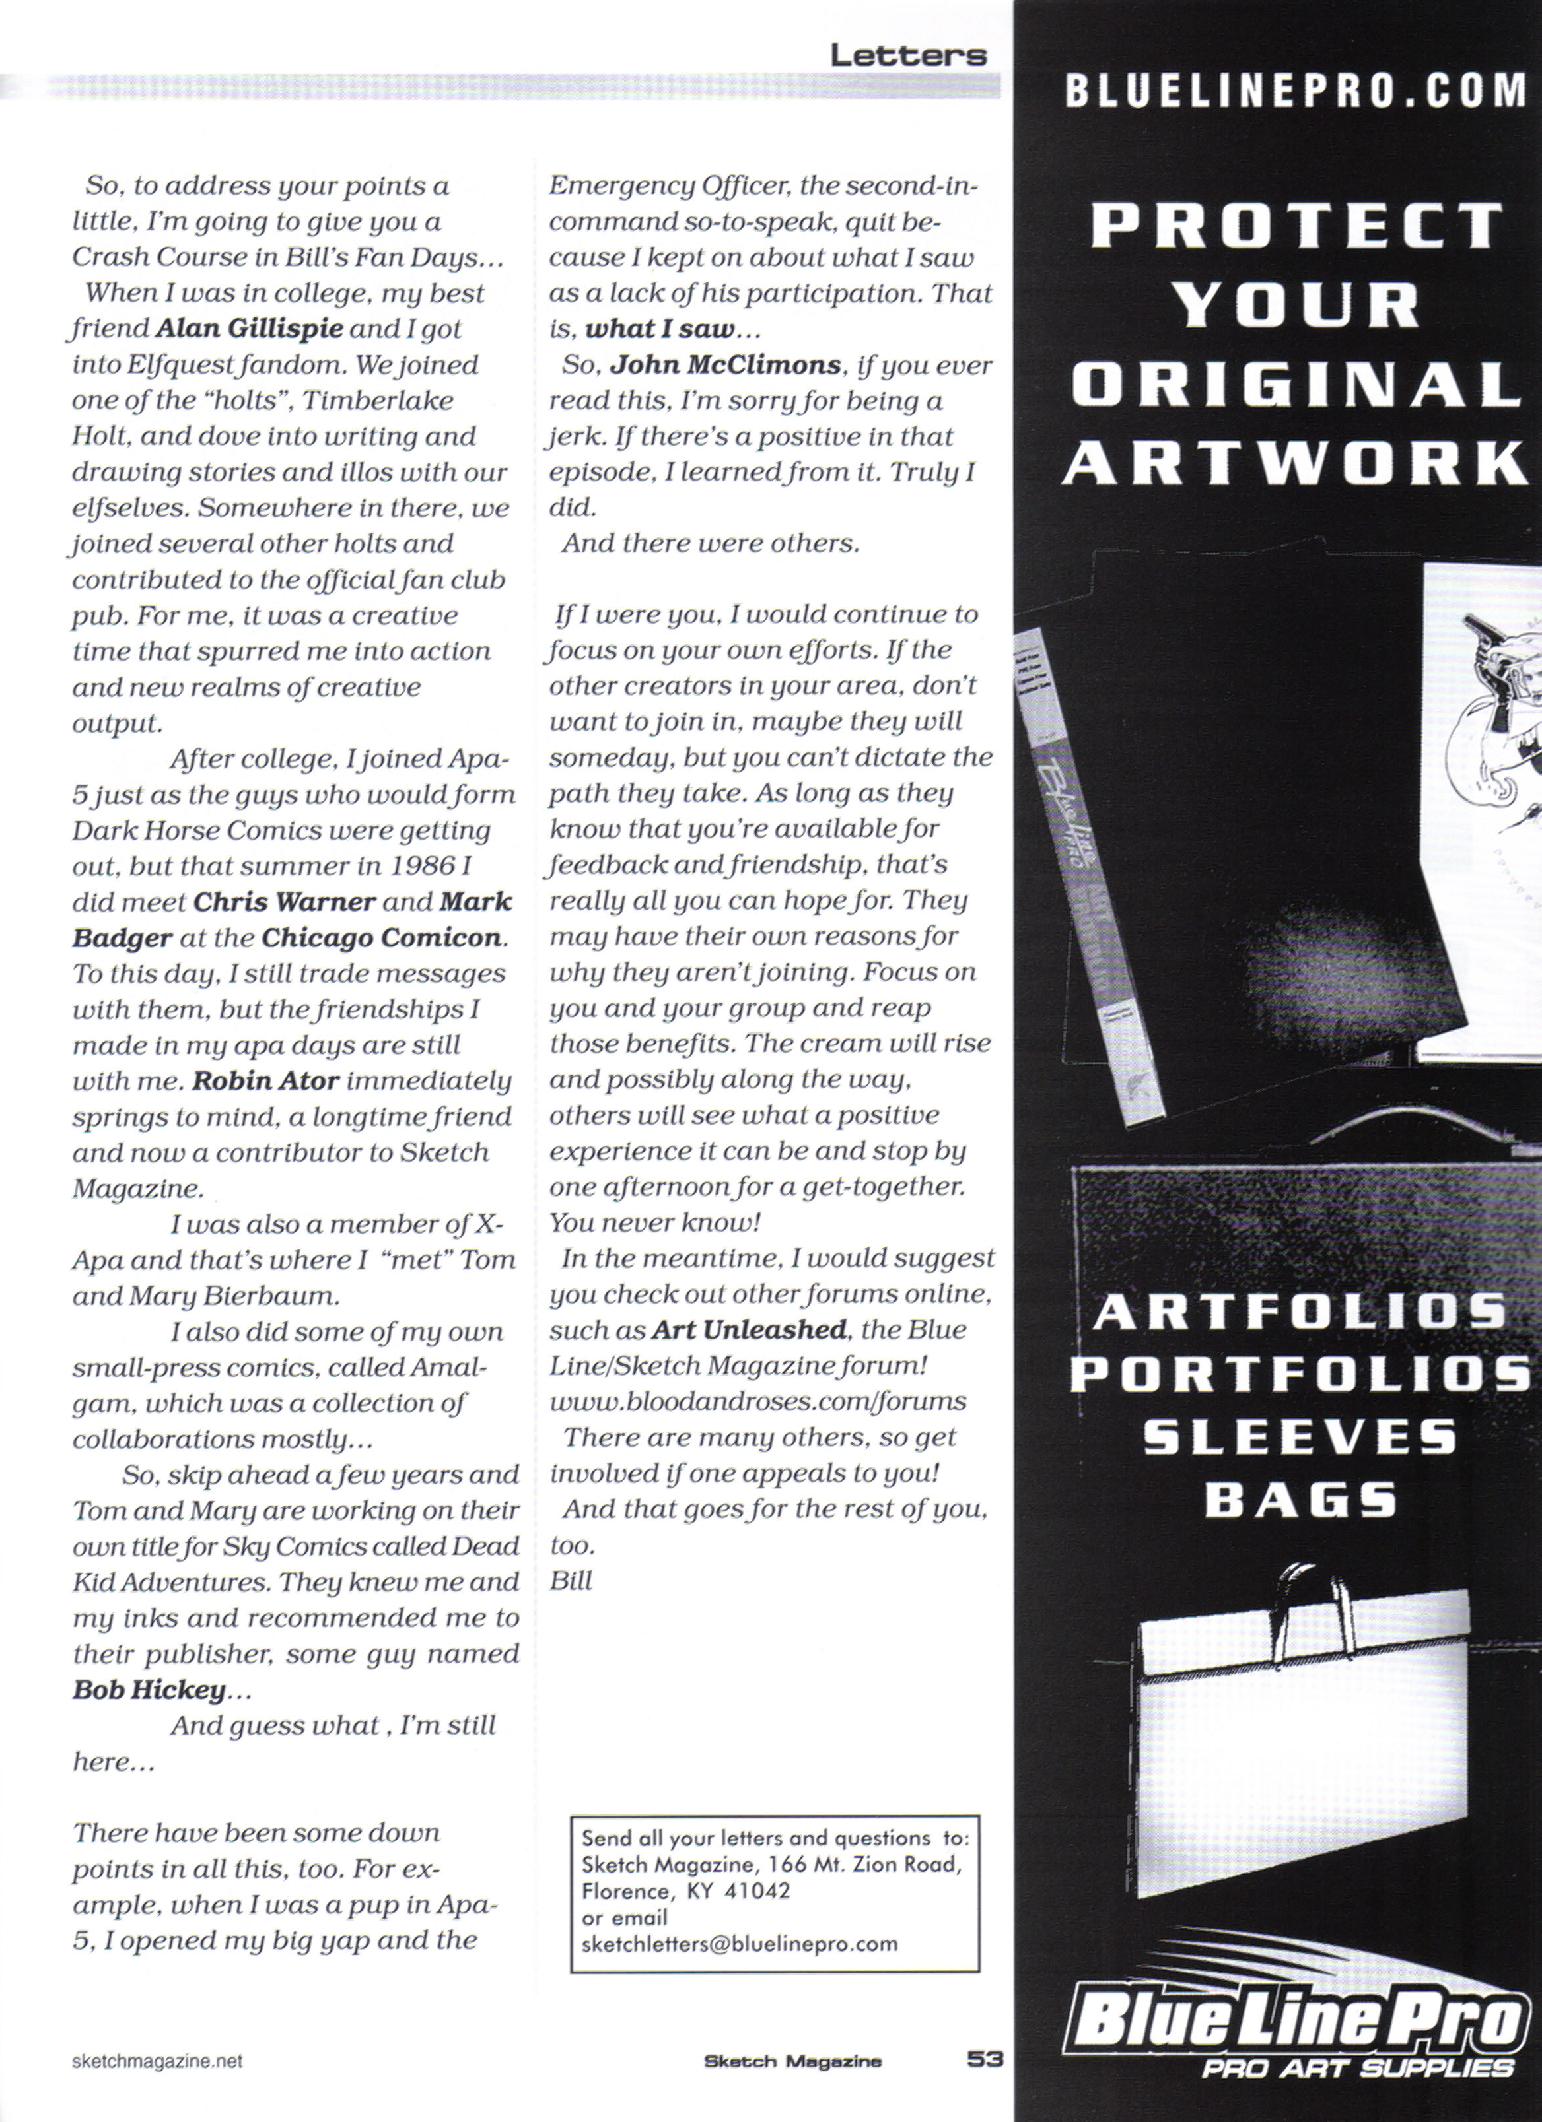 Letters
So, to address your points a
little, I'm going to give you a
Crash Course in Bill's Fan Days...
When I was in college, my best
friend Alan Gillispie and I got
into Elfquest fandom. We joined
one of the “holts”, Timberlake
Holt, and dove into writing and
drawing stories and illos with our
elfselves. Somewhere in there, we
joined several other holts and
contributed to the official fan club
pub. For me, it was a creative
time that spurred me into action
and new realms of creative
output.
After college, I joined Apa-
5 just as the guys who would form
Dark Horse Comics were getting
out, but that summer in 1986 I
did meet Chris Warner and Mark
Badger at the Chicago Comicon.
To this day, I still trade messages
with them, but the friendships I
made in my apa days are still
with me. Robin Ator immediately
springs to mind, a longtime friend
and now a contributor to Sketch
Magazine.
I was also a member of X-
Apa and that's where I “met” Tom
and Mary Bierbaum.
I also did some of my own
small-press comics, called Amal-
gam, which was a collection of
collaborations mostly...
So, skip ahead a few years and
Tom and Mary are working on their
own title for Sky Comics called Dead
Kid Adventures. They knew me and
my inks and recommended me to
their publisher, some guy named
Bob Hickey...
And guess what , I'm still
here...
There have been some down
points in all this, too. For ex-
ample, when I was a pup in Apa-
5, I opened my big yap and the
Emergency Officer, the second-in-
command so-to-speak, quit be-
cause I kept on about what I saw
as a lack of his participation. That
is, what I saw...
So, John McClimons, if you ever
read this, I'm sorry for being a
jerk. If there's a positive in that
episode, I learned from it. Truly I
did.
And there were others.
If I were you, I would continue to
focus on your own efforts. If the
other creators in your area, don't
want to join in, maybe they will
someday, but you can't dictate the
path they take. As long as they
know that you're available for
feedback and friendship, that's
really all you can hope for. They
may have their own reasons for
why they aren't joining. Focus on
you and your group and reap
those benefits. The cream will rise
and possibly along the way,
others will see what a positive
experience it can be and stop by
one afternoon for a get-together.
You never know!
In the meantime, I would suggest
you check out other forums online,
such as Art Unleashed, the Blue
Line/Sketch Magazine forum!
www.bloodandroses.com/forums
There are many others, so get
involved if one appeals to you!
And that goes for the rest of you,
too.
Bill
Send all your letters and questions to:
Sketch Magazine, 166 Mt. Zion Road,
Florence, KY 41042
or email
sketchletters@bluelinepro.com
sketchmagazine.net
Sketch Magazine 53
BLUELINEPRO.COM
PROTECT
YOUR
ORIGINAL
ARTWORK
BlueLine
PRO
ARTFOLIOS
PORTFOLIOS
SLEEVES
BAGS
BlueLinePro
PRO ART SUPPLIES